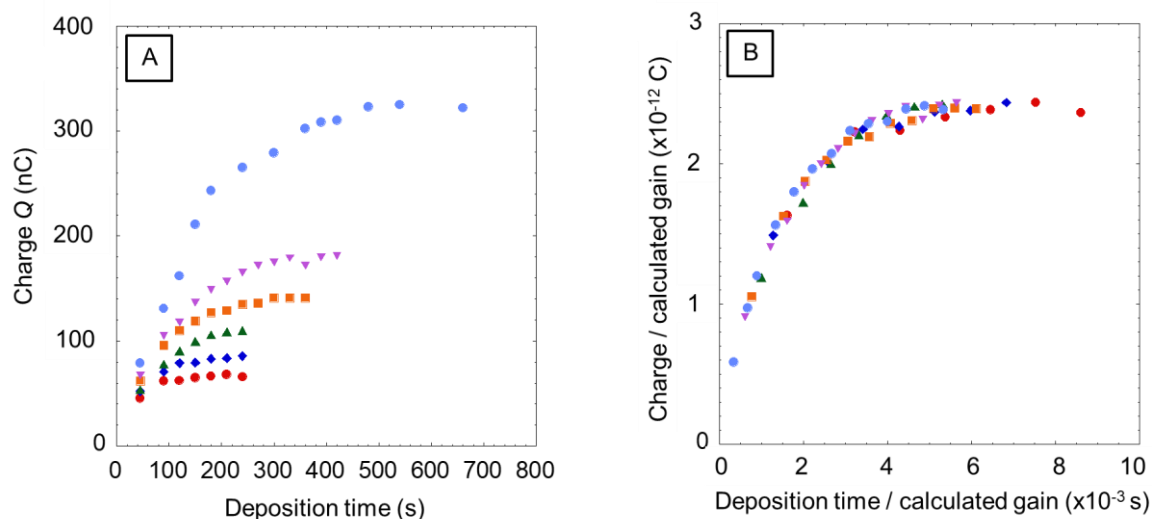 A
Charge Q (nC)
400
300
200
100
0
0 100 200 300 400 500 600 700 800
Deposition time (s)
B
Charge / calculated gain (x10⁻¹² C)
3
2
1
0
0 2 4 6 8 10
Deposition time / calculated gain (x10⁻³ s)